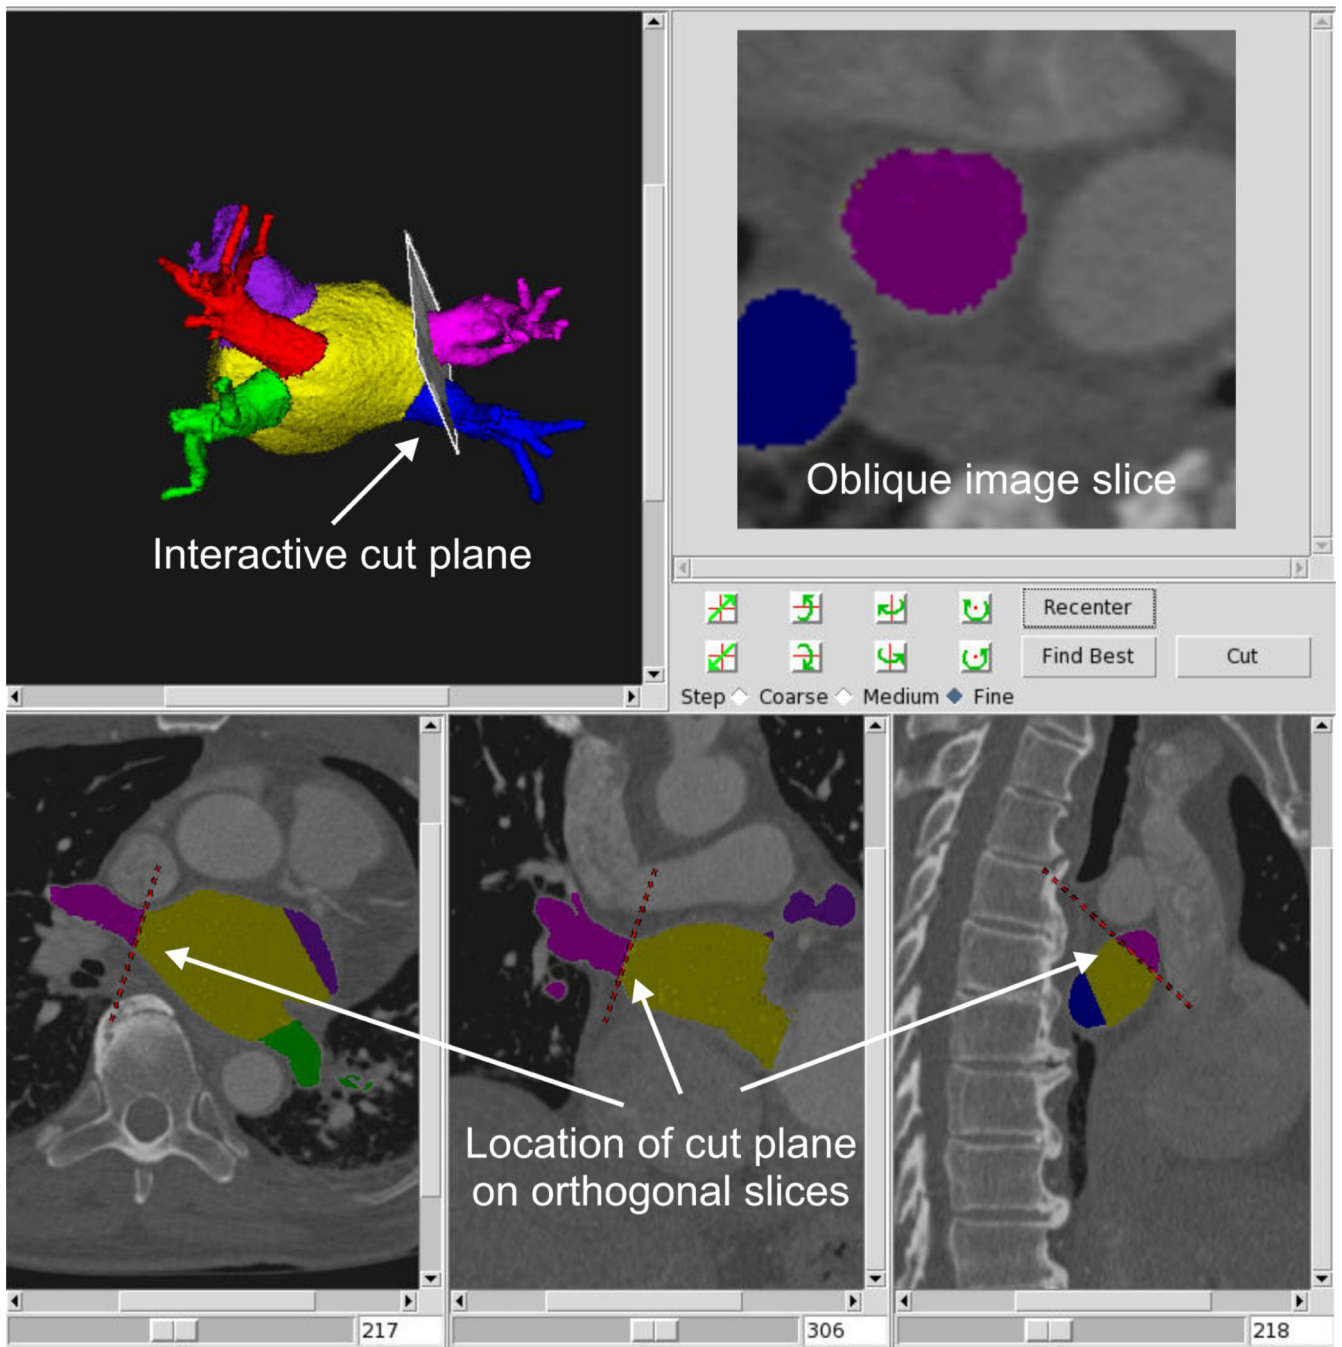 Interactive cut plane
Oblique image slice
Recenter
Find Best
Cut
Step Coarse Medium Fine
Location of cut plane
on orthogonal slices
217
306
218